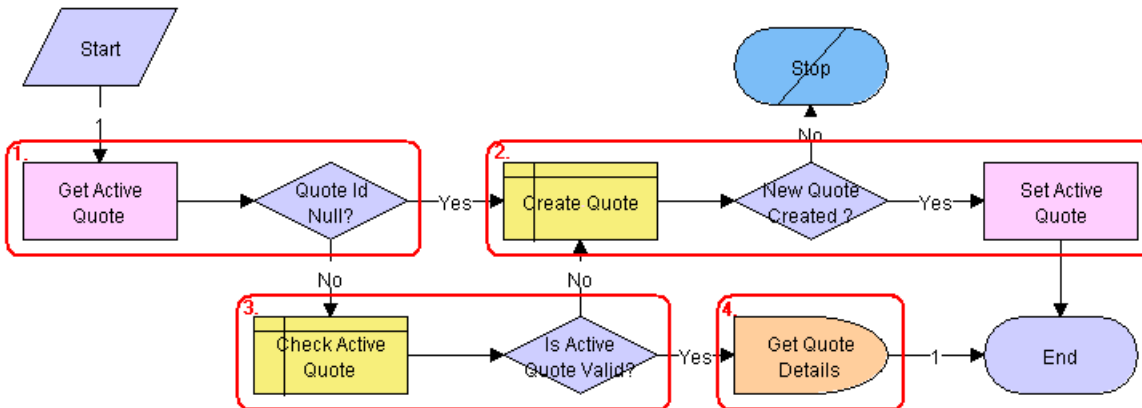 Start
Stop
1
No
1.
2.
Get Active
Quote
Quote Id
Null?
Yes
Create Quote
New Quote
Created ?
Yes
Set Active
Quote
No
No
3.
4.
Check Active
Quote
Is Active
Quote Valid?
Yes
Get Quote
Details
1
End